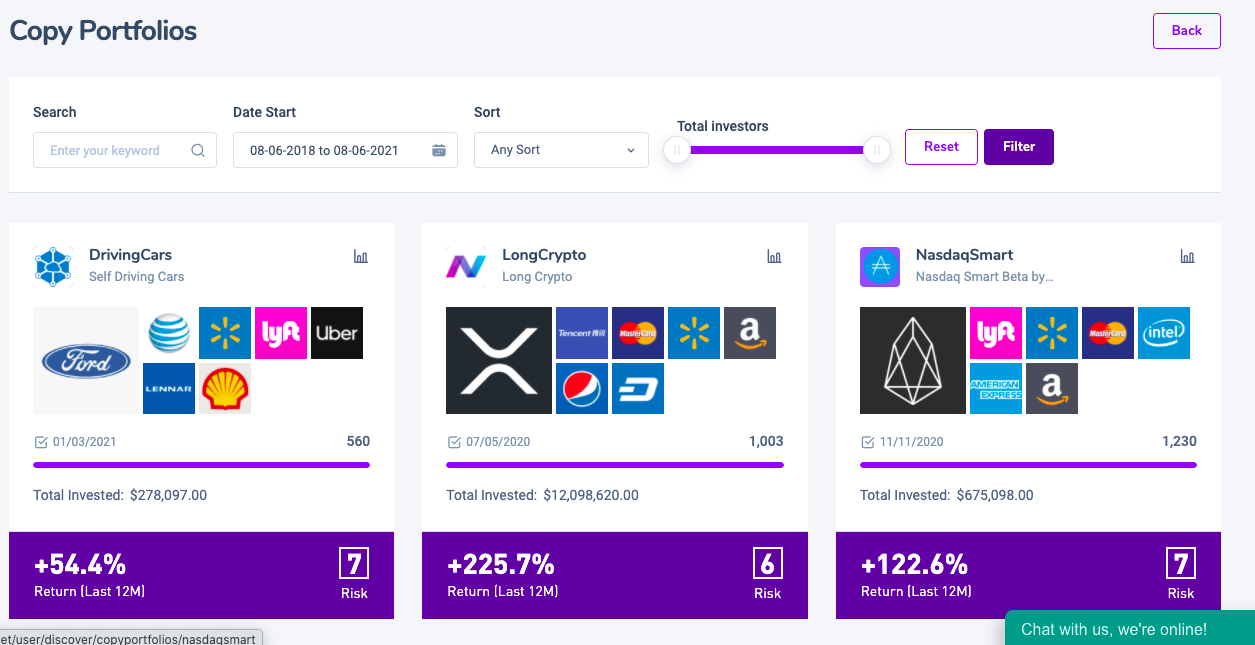 Copy Portfolios
Back
Search
Date Start
Sort
Total investors
Enter your keyword
08-06-2018 to 08-06-2021
Any Sort
Reset
Filter
DrivingCars
Self Driving Cars
Ford
lyft
Uber
LENNAR
01/03/2021
560
Total Invested: $278,097.00
+54.4%
Return (Last 12M)
7
Risk
LongCrypto
Long Crypto
Tencent 腾讯
MasterCard
a
07/05/2020
1,003
Total Invested: $12,098,620.00
+225.7%
Return (Last 12M)
6
Risk
NasdaqSmart
Nasdaq Smart Beta by...
lyft
MasterCard
intel
AMERICAN
EXPRESS
a
11/11/2020
1,230
Total Invested: $675,098.00
+122.6%
Return (Last 12M)
7
Risk
et/user/discover/copyportfolios/nasdaqsmart
Chat with us, we're online!